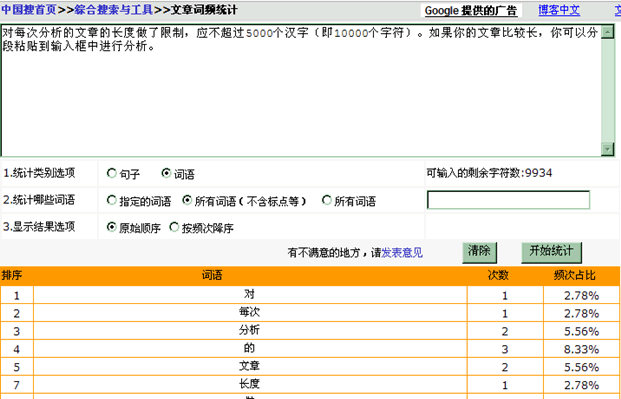 中国搜首页>>综合搜索与工具>>文章词频统计 Google 提供的广告 博客中文
对每次分析的文章的长度做了限制，应不超过5000个汉字（即10000个字符）。如果你的文章比较长，你可以分
段粘贴到输入框中进行分析。
1.统计类别选项 句子 词语 可输入的剩余字符数:9934
2.统计哪些词语 指定的词语 所有词语(不含标点等) 所有词语
3.显示结果选项 原始顺序 按频次降序
有不满意的地方,请发表意见 清除 开始统计
排序 词语 次数 频次占比
1 对 1 2.78%
2 每次 1 2.78%
3 分析 2 5.56%
4 的 3 8.33%
5 文章 2 5.56%
7 长度 1 2.78%